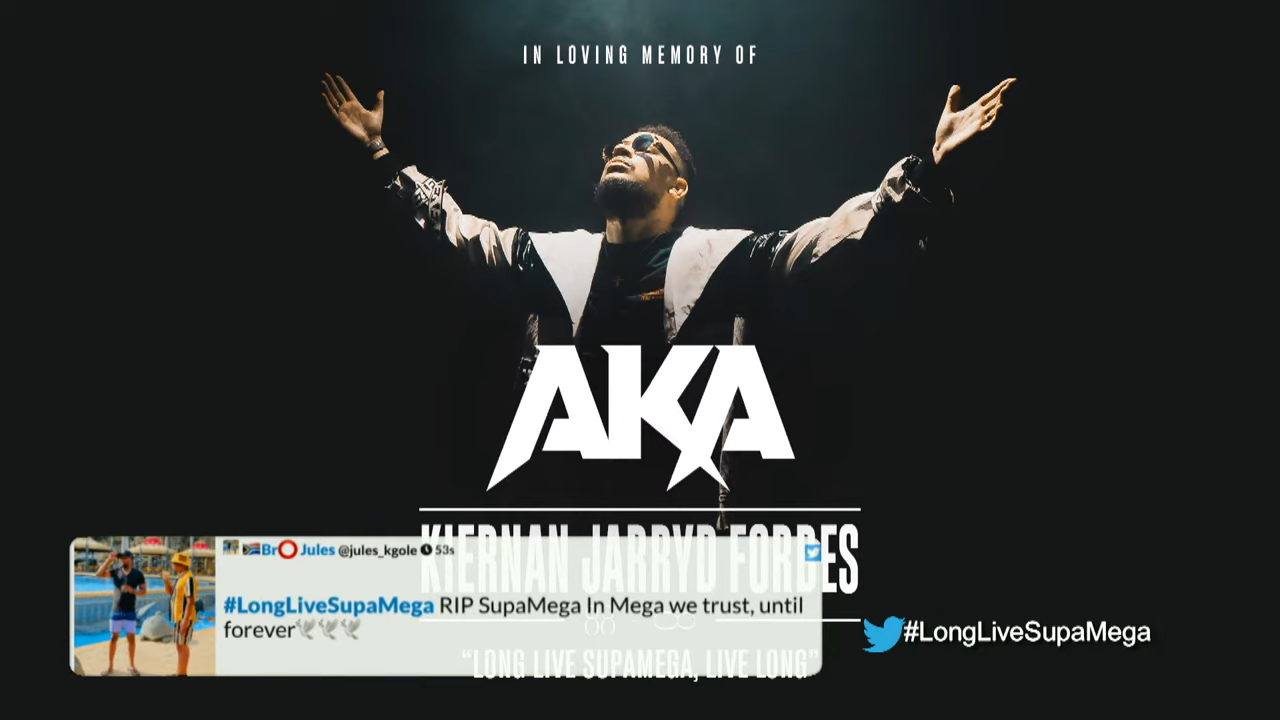 IN LOVING MEMORY OF
AKA
KIERNAN JARRYD FORBES
Br⭕Jules @jules_kgole 53s
#LongLiveSupaMega RIP SupaMega In Mega we trust, until
forever🕊🕊🕊
#LongLiveSupaMega
“LONG LIVE SUPAMEGA, LIVE LONG”